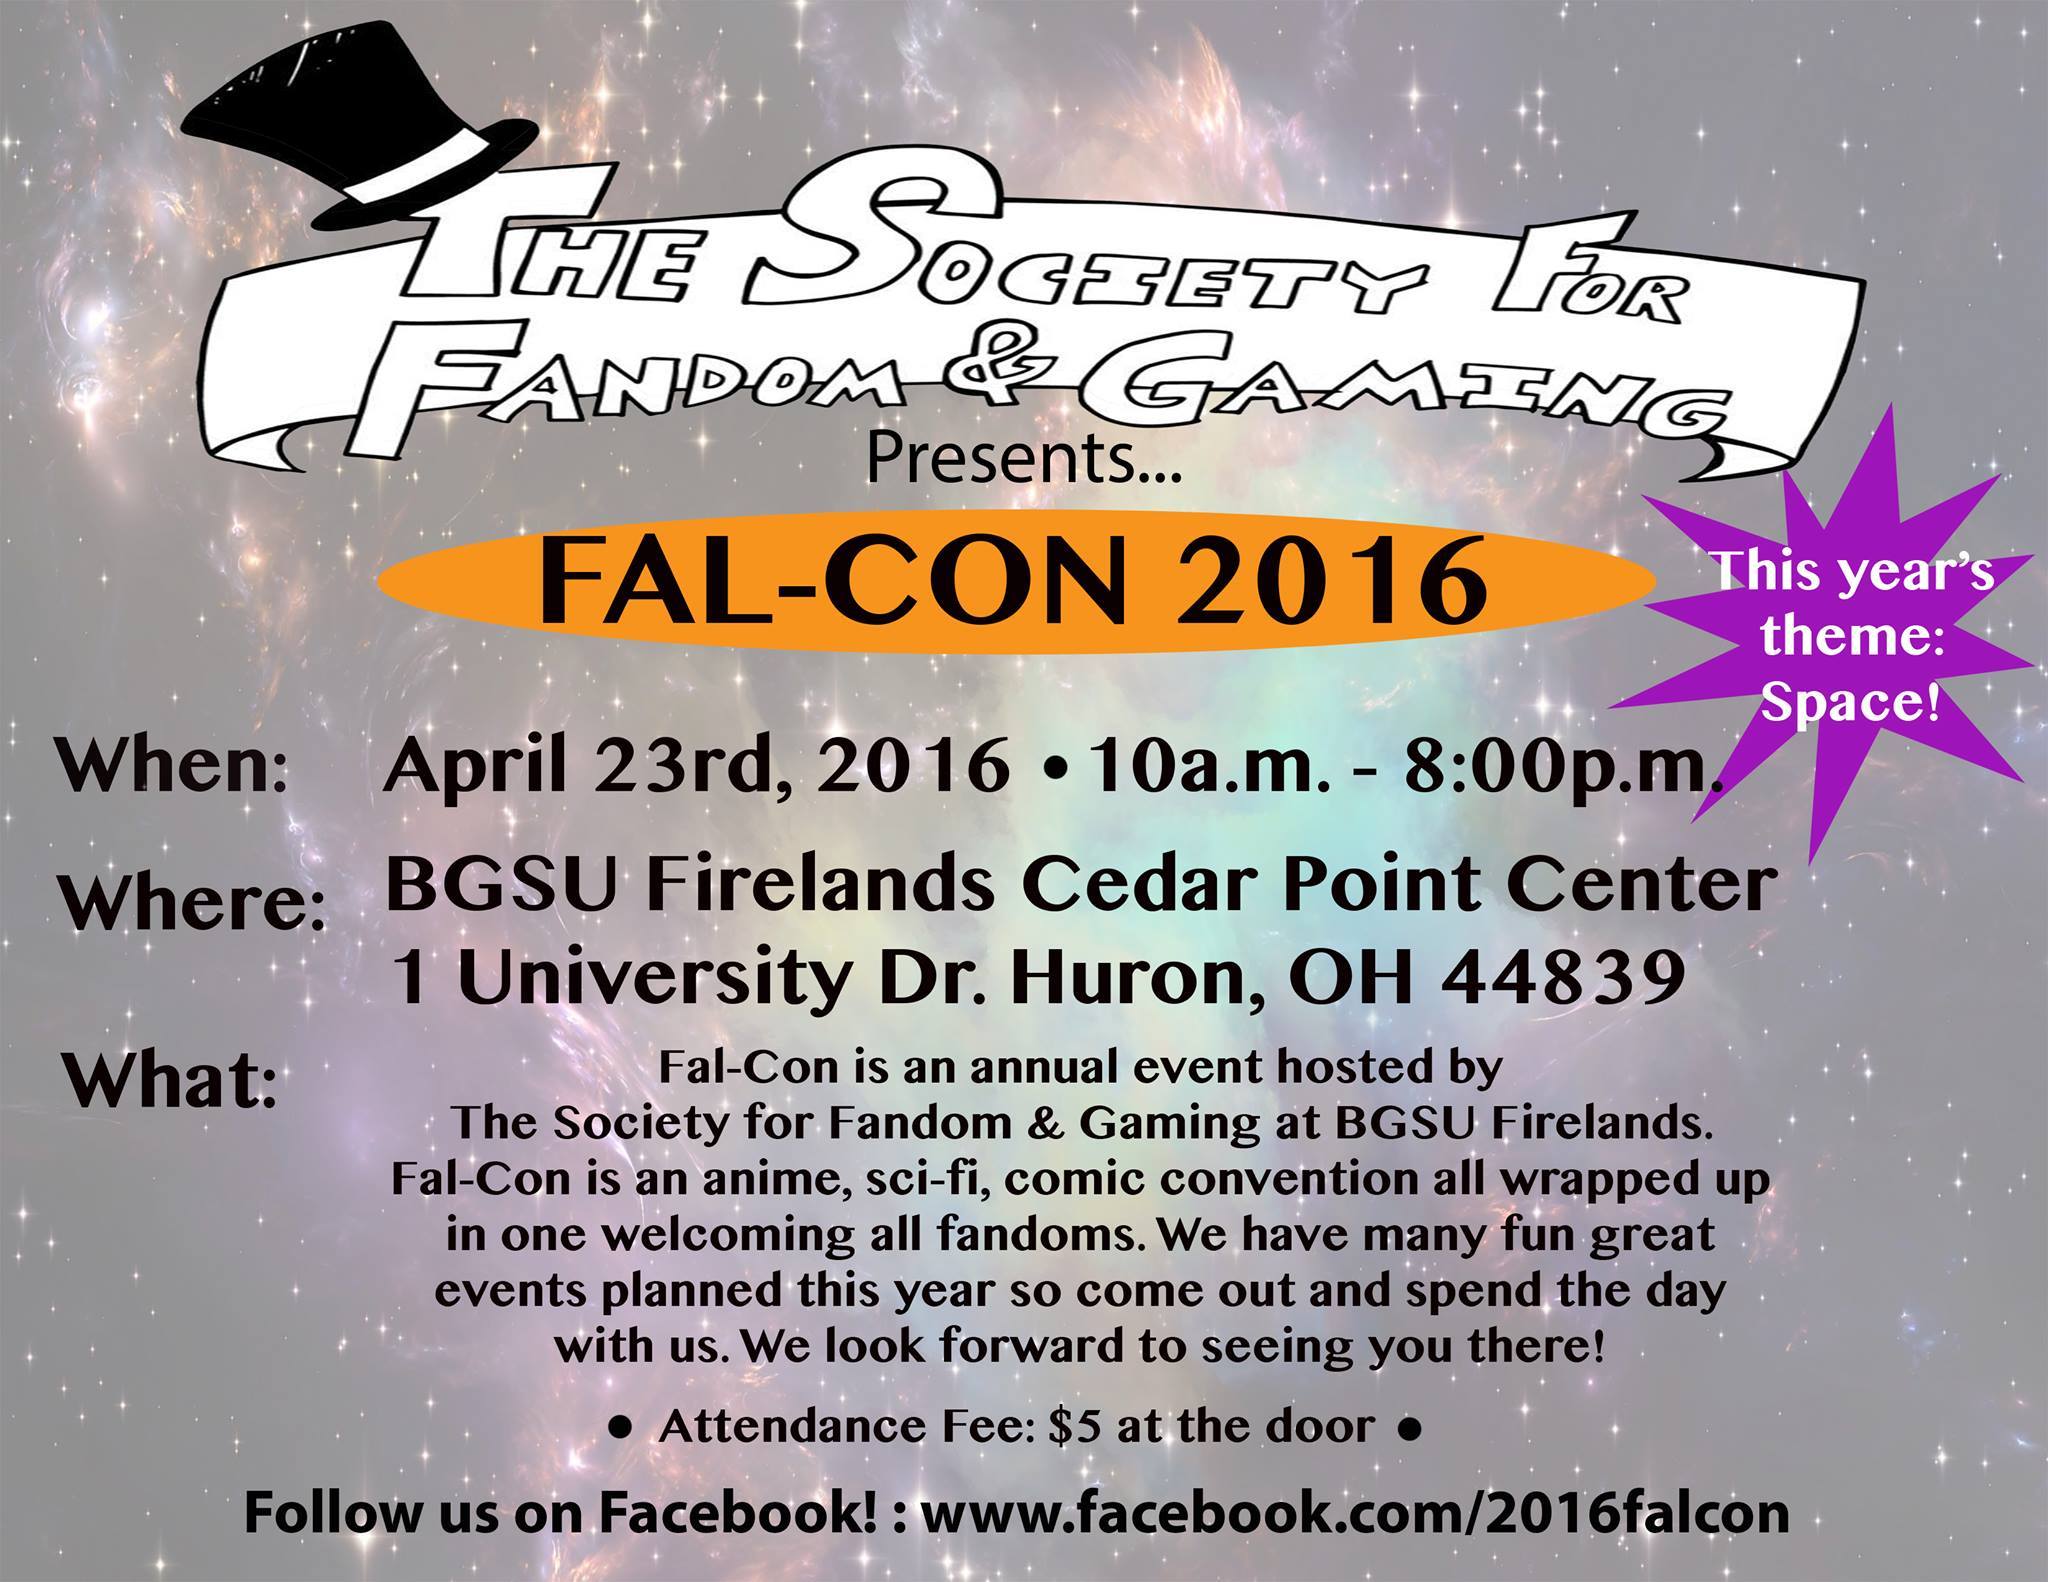 The Society For
Fandom & Gaming
Presents...
FAL-CON 2016
This year's
theme:
Space!
When: April 23rd, 2016 • 10a.m. - 8:00p.m.
Where: BGSU Firelands Cedar Point Center
1 University Dr. Huron, OH 44839
What: Fal-Con is an annual event hosted by
The Society for Fandom & Gaming at BGSU Firelands.
Fal-Con is an anime, sci-fi, comic convention all wrapped up
in one welcoming all fandoms. We have many fun great
events planned this year so come out and spend the day
with us. We look forward to seeing you there!
• Attendance Fee: $5 at the door •
Follow us on Facebook! : www.facebook.com/2016falcon